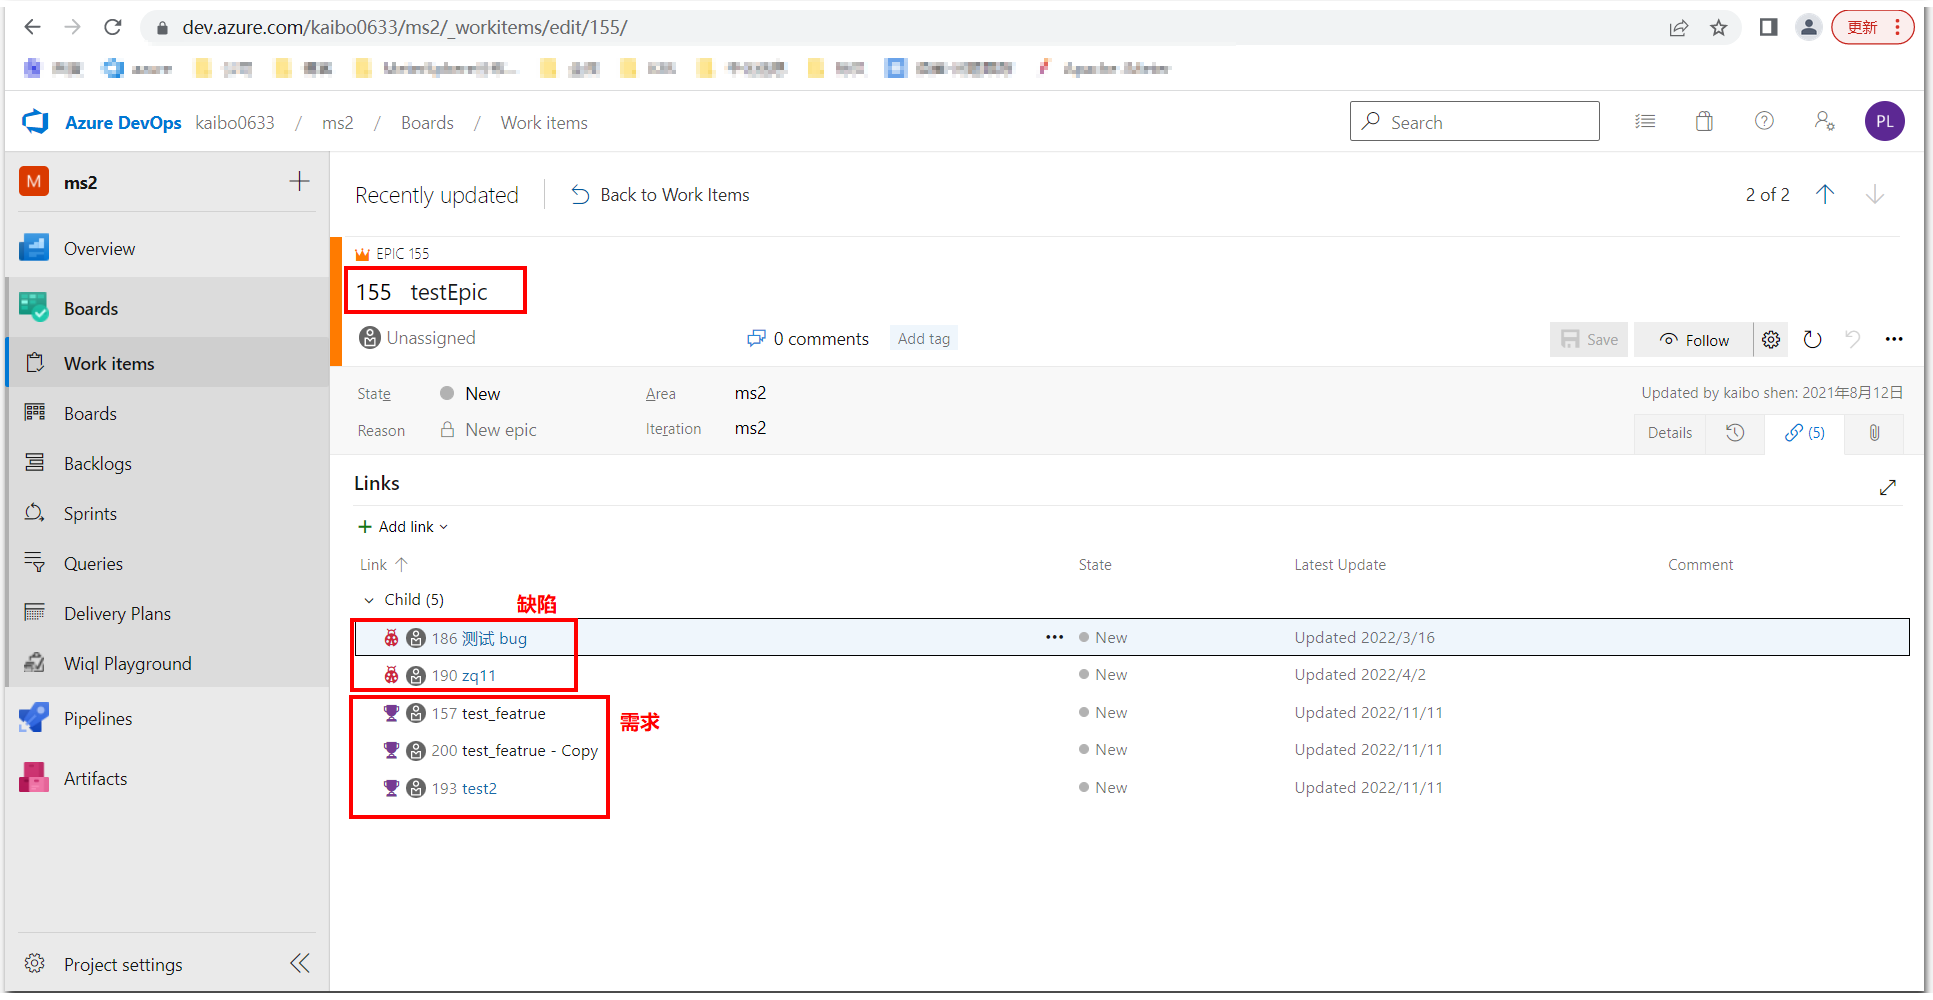 dev.azure.com/kaibo0633/ms2/_workitems/edit/155/
更新
Azure DevOps kaibo0633 / ms2 / Boards / Work items
Search
PL
M ms2
Recently updated
Back to Work Items
2 of 2
Overview
Boards
Work items
Boards
Backlogs
Sprints
Queries
Delivery Plans
Wiql Playground
Pipelines
Artifacts
Project settings
EPIC 155
155 testEpic
Unassigned
0 comments
Add tag
Save
Follow
State New
Area ms2
Updated by kaibo shen: 2021年8月12日
Reason New epic
Iteration ms2
Details
(5)
Links
Add link
Link State Latest Update Comment
Child (5)
缺陷
186 测试 bug New Updated 2022/3/16
190 zq11 New Updated 2022/4/2
157 test_featrue New Updated 2022/11/11
需求
200 test_featrue - Copy New Updated 2022/11/11
193 test2 New Updated 2022/11/11